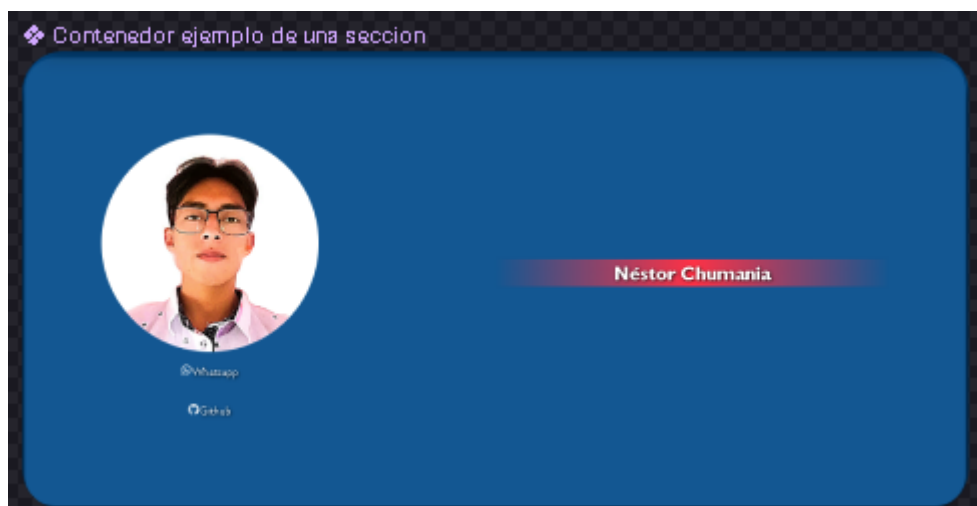 ❖ Contenedor ejemplo de una seccion
Néstor Chumania
Whatsapp
Github